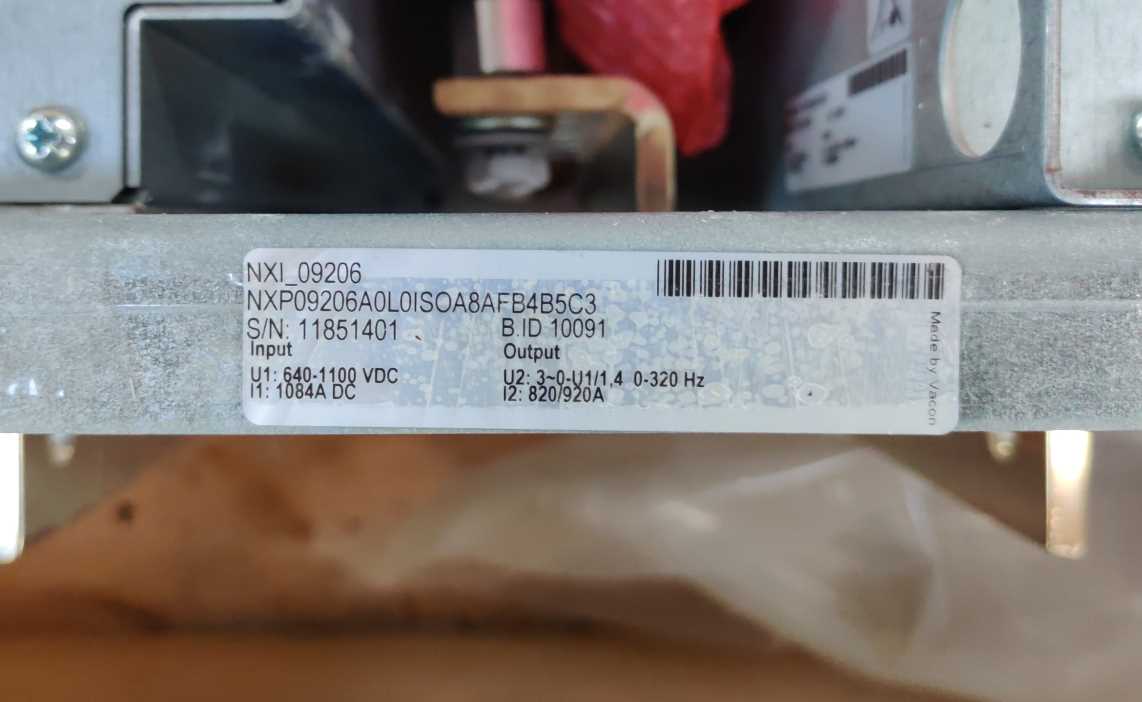 NXI_09206
NXP09206A0L0ISOA8AFB4B5C3
S/N: 11851401 B.ID 10091
Input Output
U1: 640-1100 VDC U2: 3~0-U1/1,4 0-320 Hz
I1: 1084A DC I2: 820/920A
Made by Vacon